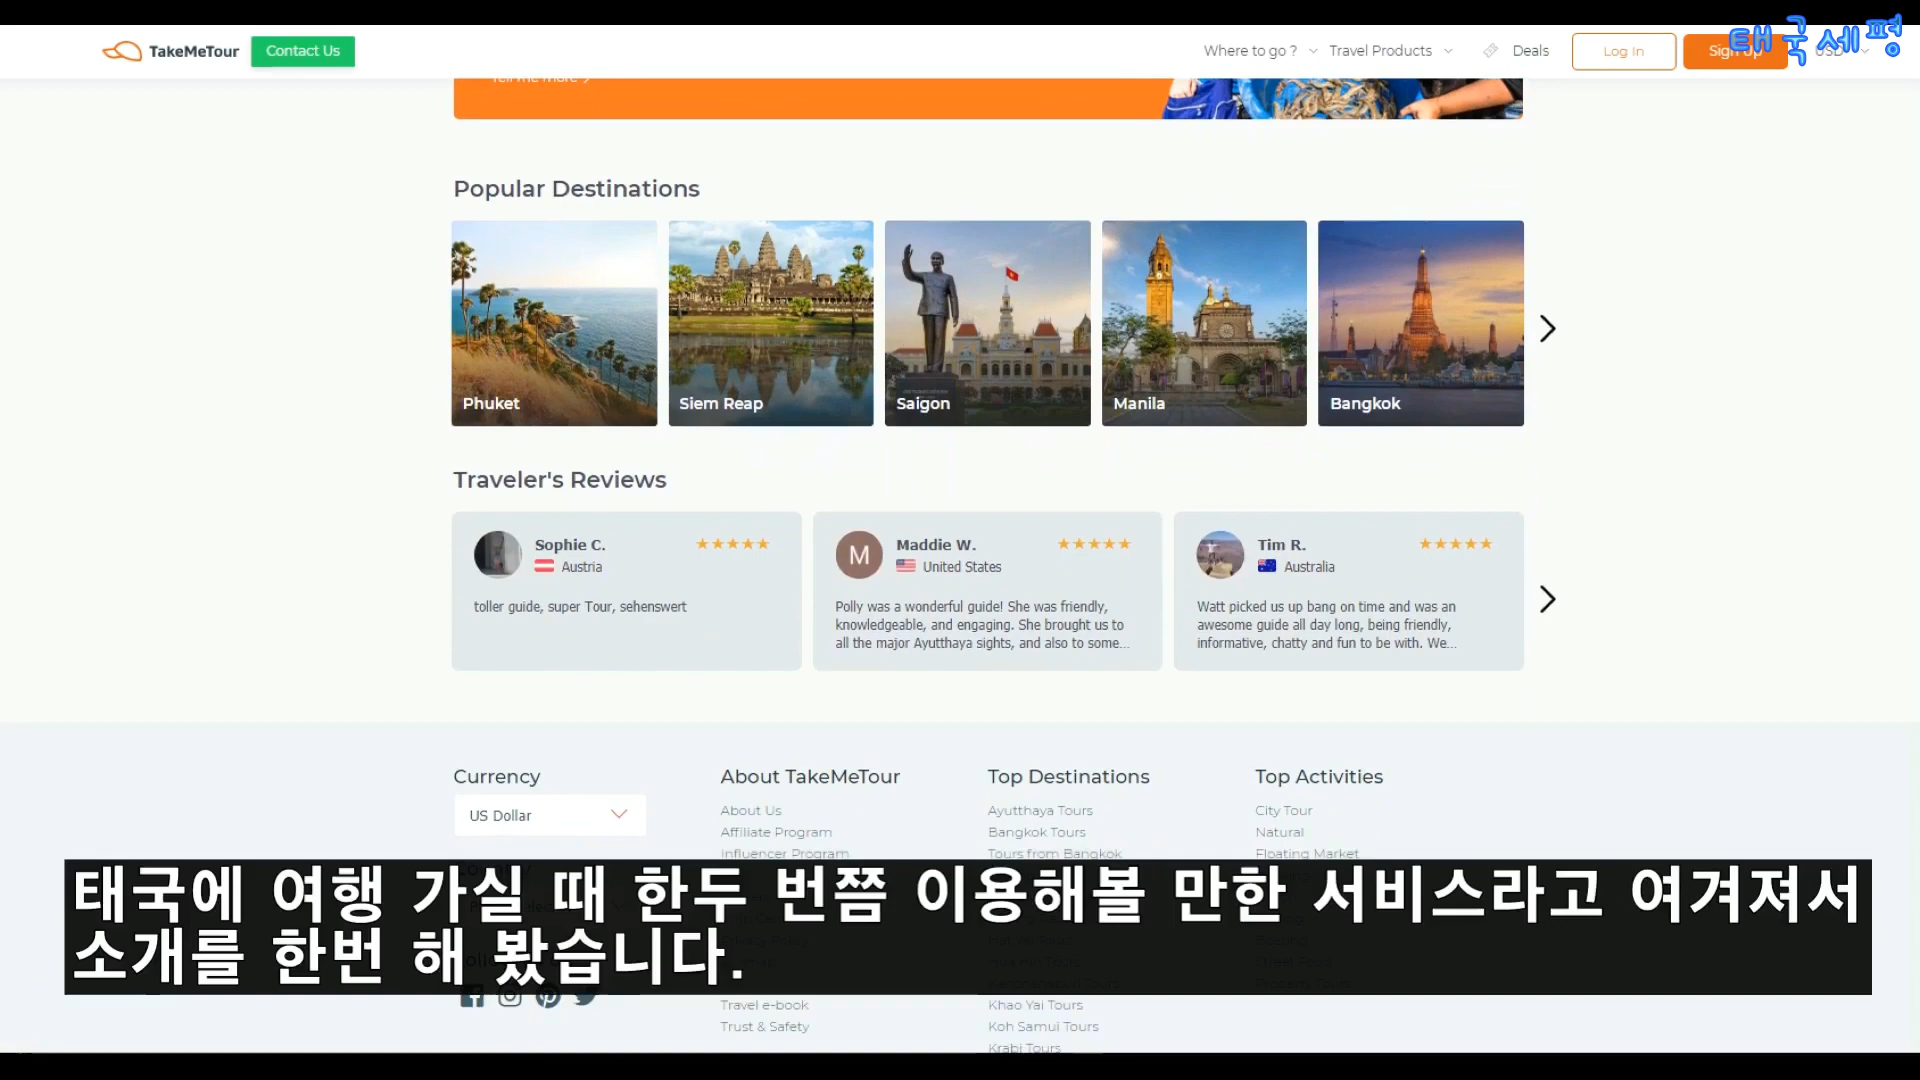 TakeMeTour
Contact Us
Where to go ?
Travel Products
Deals
Log In
Sign Up
USD
태국세평
Tell me more
Popular Destinations
Phuket
Siem Reap
Saigon
Manila
Bangkok
Traveler's Reviews
Sophie C.
Austria
toller guide, super Tour, sehenswert
M
Maddie W.
United States
Polly was a wonderful guide! She was friendly,
knowledgeable, and engaging. She brought us to
all the major Ayutthaya sights, and also to some...
Tim R.
Australia
Watt picked us up bang on time and was an
awesome guide all day long, being friendly,
informative, chatty and fun to be with. We...
Currency
US Dollar
About TakeMeTour
About Us
Affiliate Program
Influencer Program
Top Destinations
Ayutthaya Tours
Bangkok Tours
Tours from Bangkok
Top Activities
City Tour
Natural
Floating Market
태국에 여행 가실 때 한두 번쯤 이용해볼 만한 서비스라고 여겨져서
소개를 한번 해 봤습니다.
Travel e-book
Trust & Safety
Khao Yai Tours
Koh Samui Tours
Krabi Tours